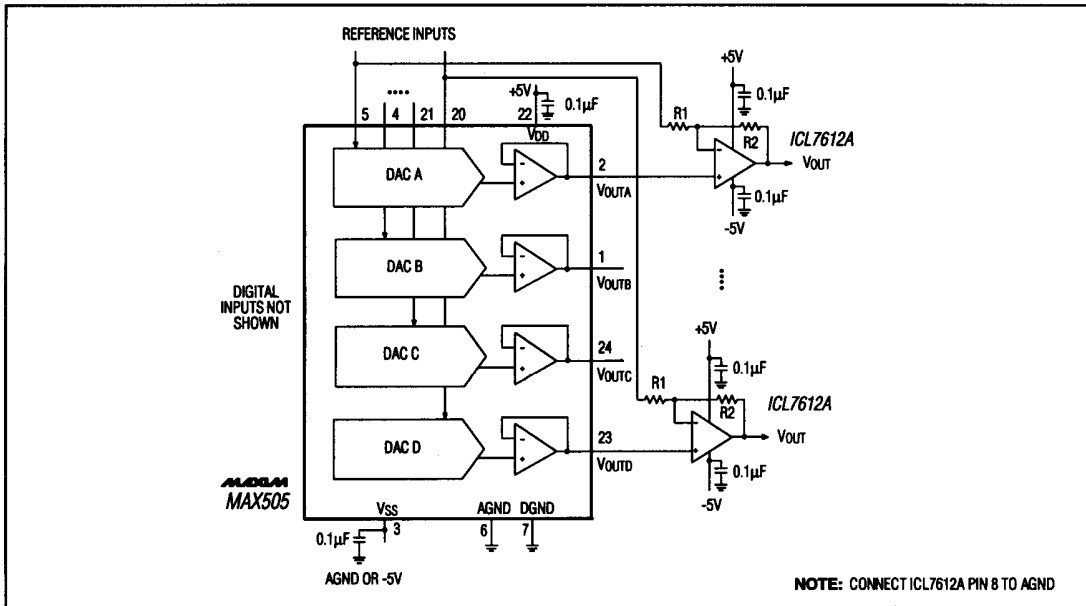 REFERENCE INPUTS
+5V
+5V
0.1µF
5 4 21 20 22
0.1µF
R1
R2
ICL7612A
VDD
VOUT
DAC A
-
+
2
VOUTA
-
+
0.1µF
-5V
DAC B
-
+
1
VOUTB
DIGITAL
INPUTS NOT
SHOWN
+5V
DAC C
-
+
24
VOUTC
0.1µF
R1
R2
ICL7612A
DAC D
-
+
23
VOUTD
-
+
VOUT
0.1µF
-5V
MAXIM
MAX505
VSS
AGND DGND
3
6 7
0.1µF
AGND OR -5V
NOTE: CONNECT ICL7612A PIN 8 TO AGND